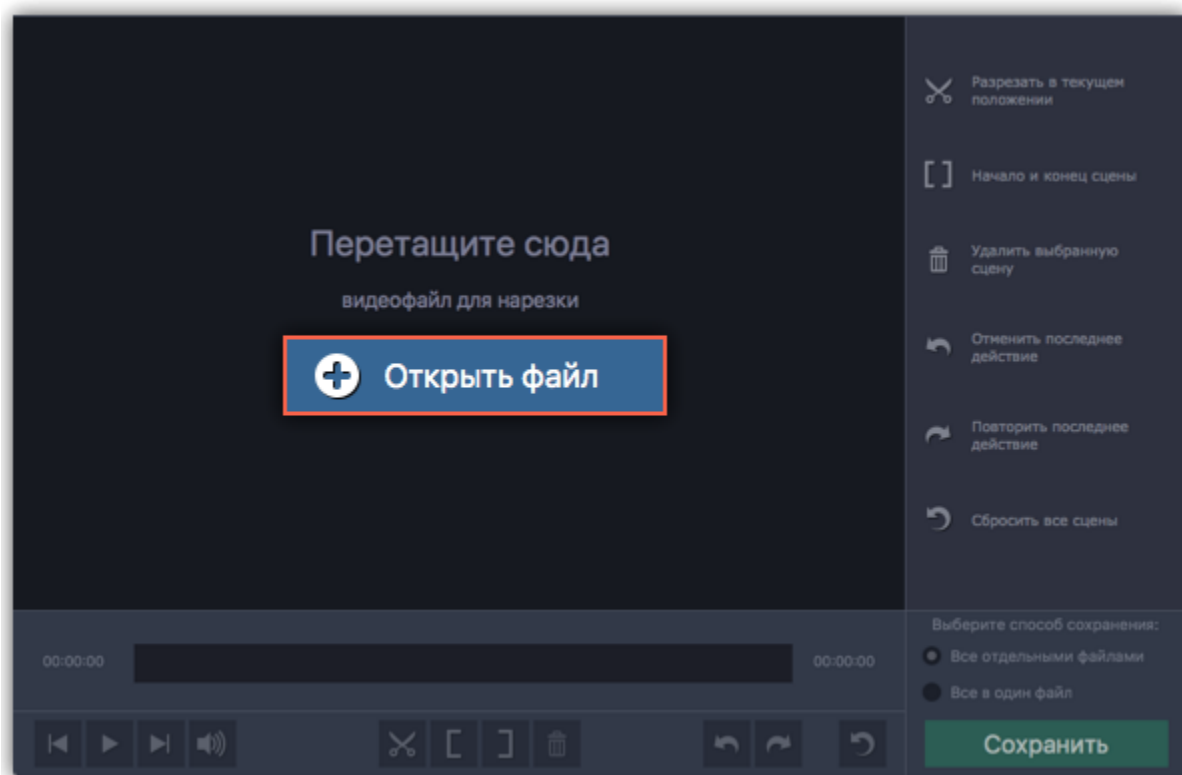 Перетащите сюда
видеофайл для нарезки
Открыть файл
Разрезать в текущем
положении
Начало и конец сцены
Удалить выбранную
сцену
Отменить последнее
действие
Повторить последнее
действие
Сбросить все сцены
00:00:00
00:00:00
Выберите способ сохранения:
Все отдельными файлами
Все в один файл
Сохранить